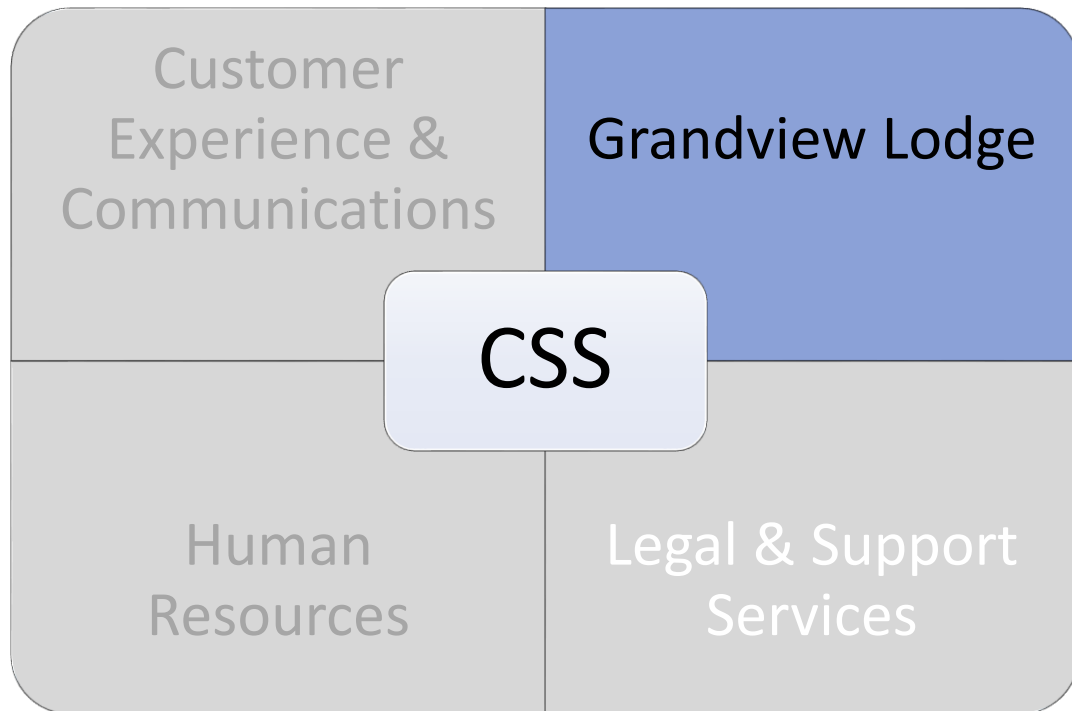 Customer
Experience &
Communications
Grandview Lodge
CSS
Human
Resources
Legal & Support
Services